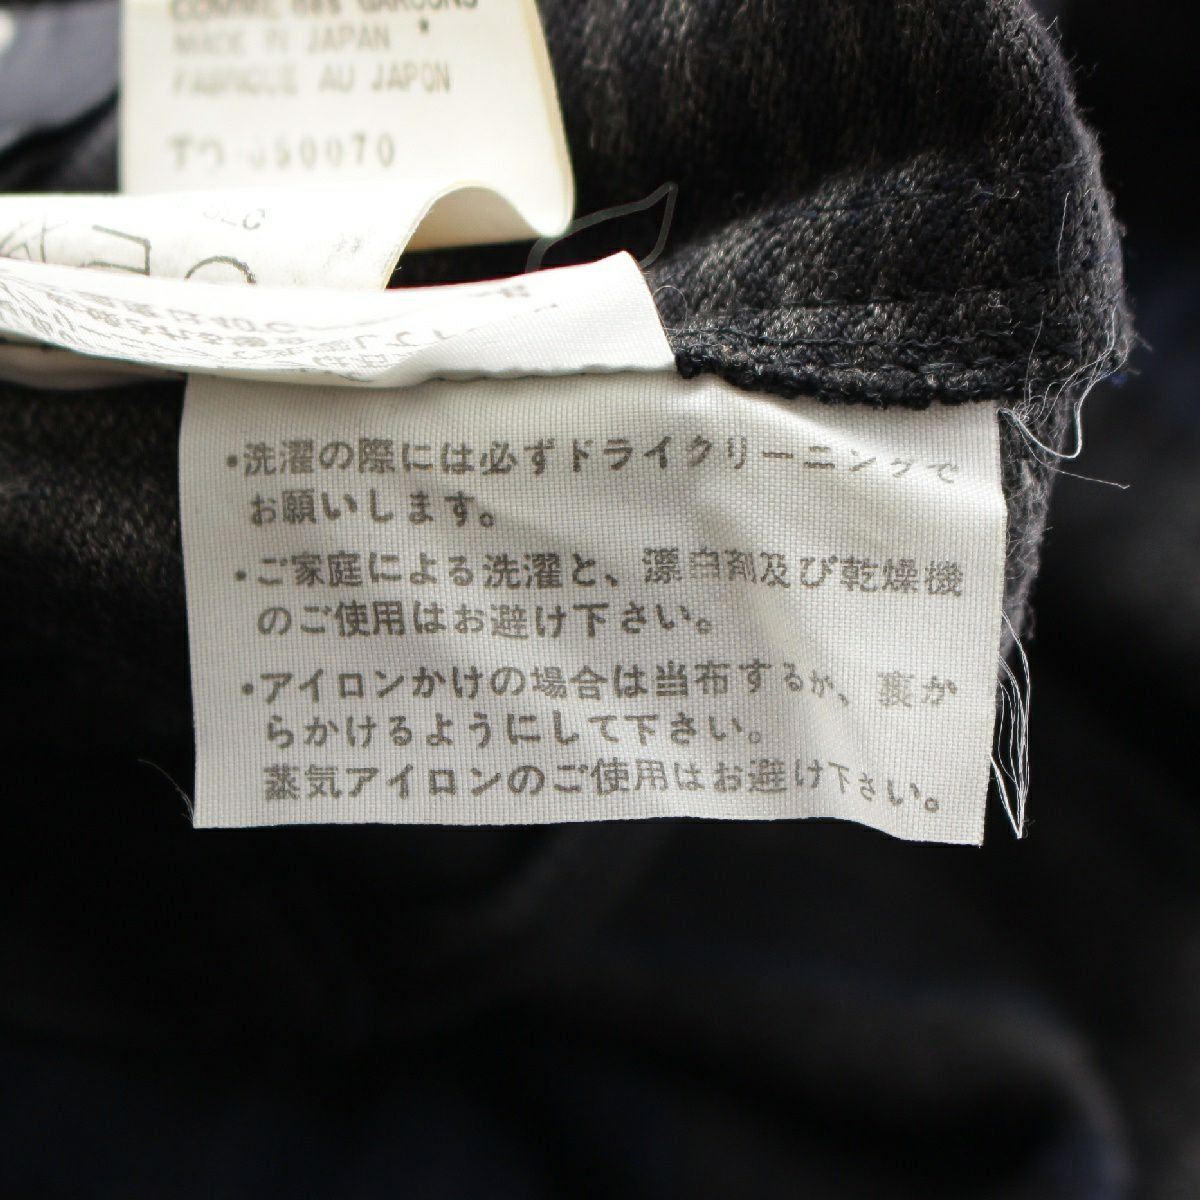 COMME des GARCONS
MADE IN JAPAN
FABRIQUE AU JAPON
・洗濯の際には必ずドライクリーニングで
お願いします。
・ご家庭による洗濯と、漂白剤及び乾燥機
のご使用はお避け下さい。
・アイロンかけの場合は当布するか、裏か
らかけるようにして下さい。
蒸気アイロンのご使用はお避け下さい。